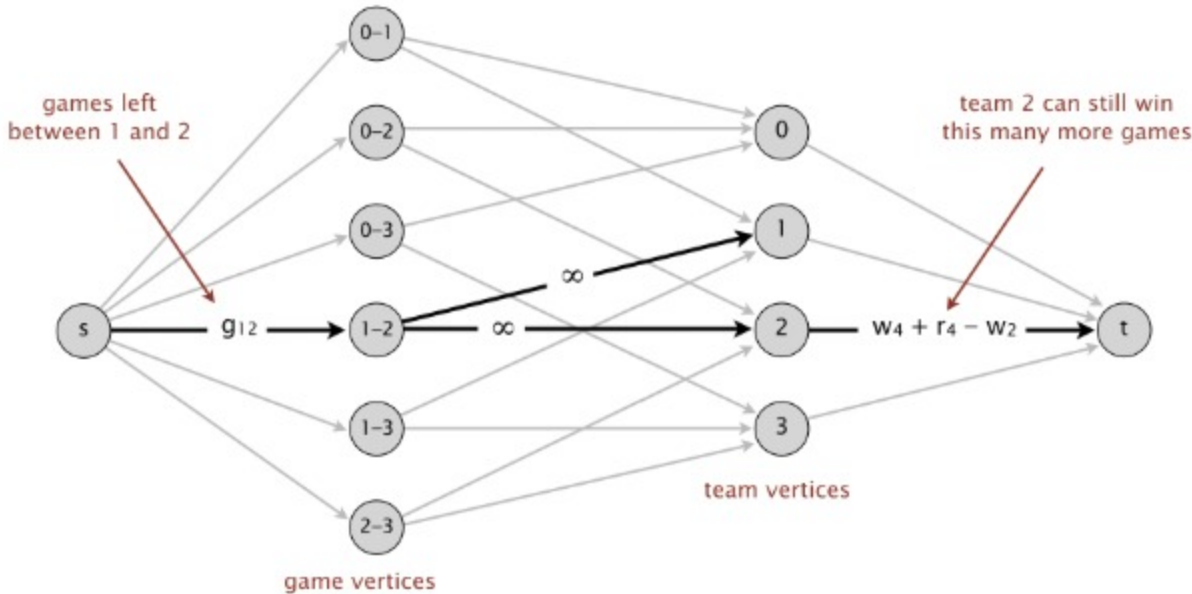 0–1
games left
between 1 and 2
0–2
0
team 2 can still win
this many more games
0–3
1
∞
s
g12
1–2
∞
2
w4 + r4 – w2
t
1–3
3
team vertices
2–3
game vertices